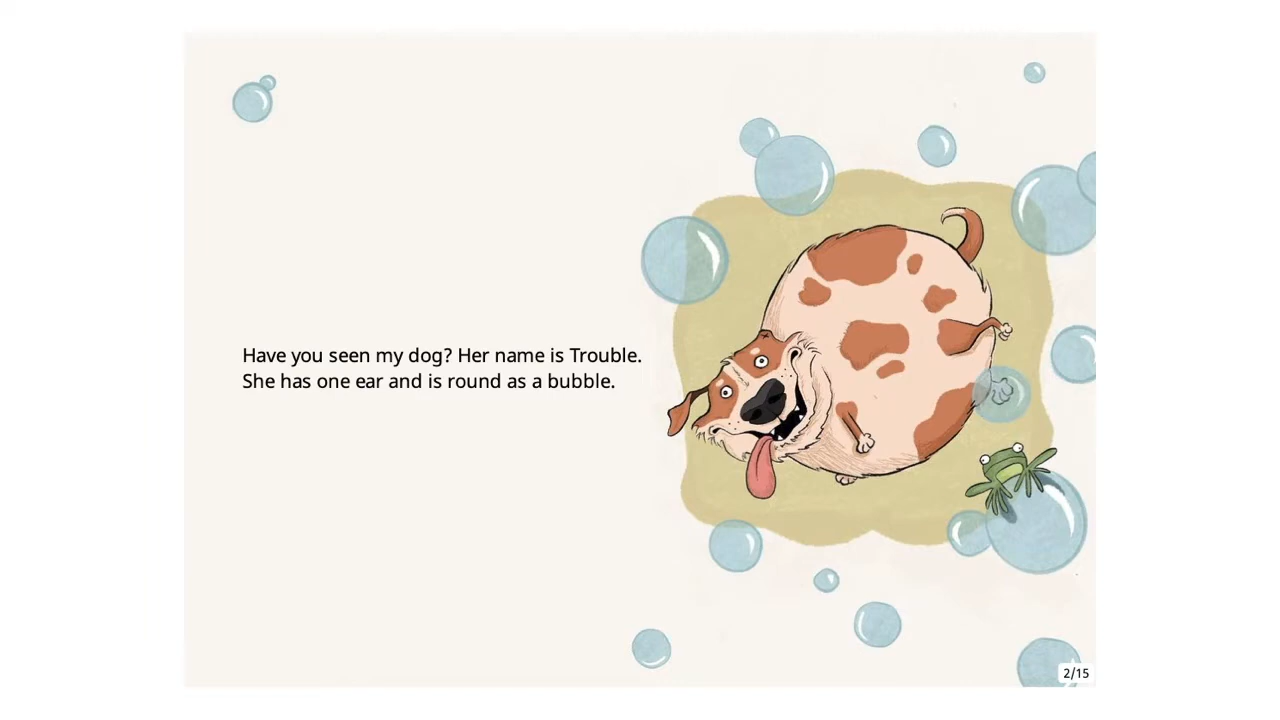 Have you seen my dog? Her name is Trouble.
She has one ear and is round as a bubble.
2/15